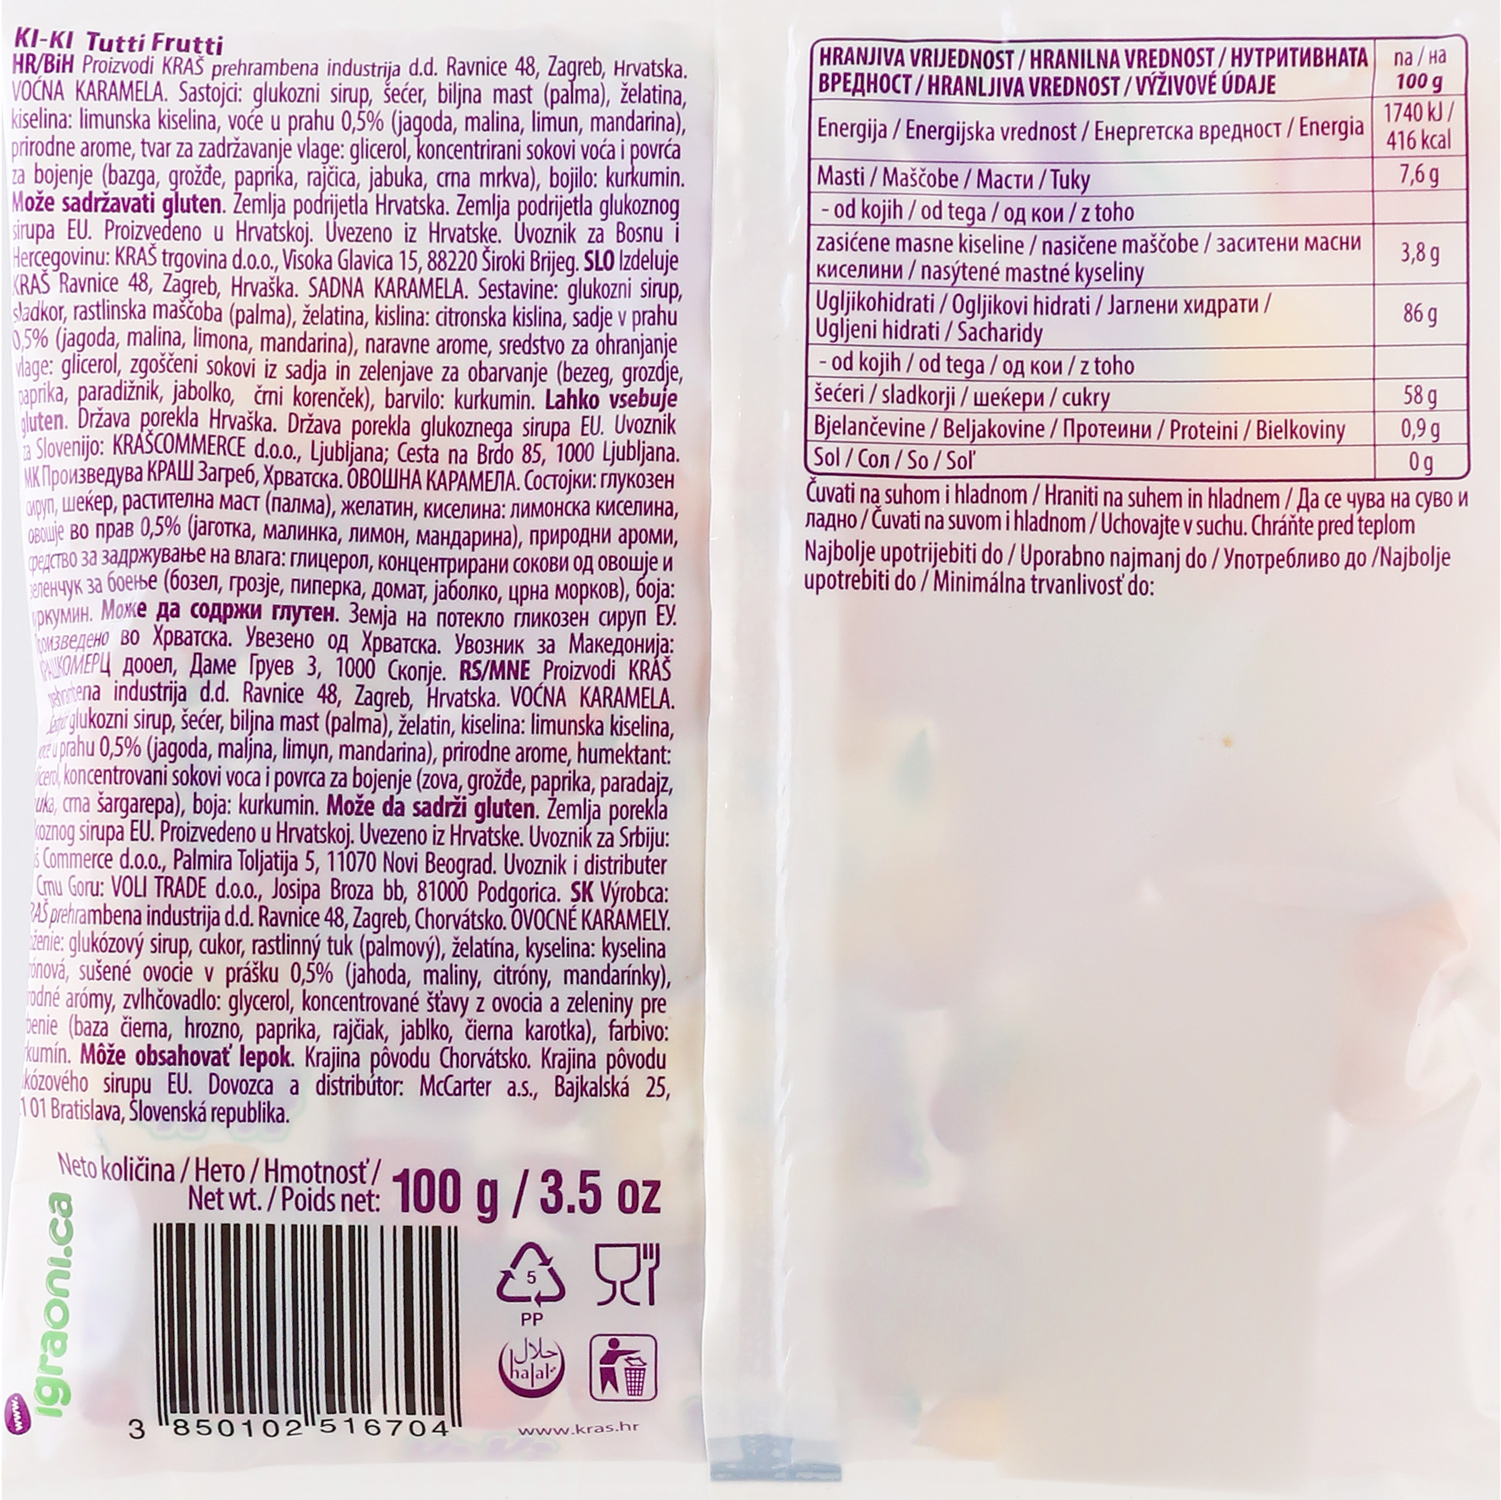 KI-KI Tutti Frutti
HR/BiH Proizvodi KRAŠ prehrambena industrija d.d. Ravnice 48, Zagreb, Hrvatska.
VOĆNA KARAMELA. Sastojci: glukozni sirup, šećer, biljna mast (palma), želatina,
kiselina: limunska kiselina, voće u prahu 0,5% (jagoda, malina, limun, mandarina),
prirodne arome, tvar za zadržavanje vlage: glicerol, koncentrirani sokovi voća i povrća
za bojenje (bazga, grožđe, paprika, rajčica, jabuka, crna mrkva), bojilo: kurkumin.
Može sadržavati gluten. Zemlja podrijetla Hrvatska. Zemlja podrijetla glukoznog
sirupa EU. Proizvedeno u Hrvatskoj. Uvezeno iz Hrvatske. Uvoznik za Bosnu i
Hercegovinu: KRAŠ trgovina d.o.o., Visoka Glavica 15, 88220 Široki Brijeg. SLO Izdeluje
KRAŠ Ravnice 48, Zagreb, Hrvaška. SADNA KARAMELA. Sestavine: glukozni sirup,
sladkor, rastlinska maščoba (palma), želatina, kislina: citronska kislina, sadje v prahu
0,5% (jagoda, malina, limona, mandarina), naravne arome, sredstvo za ohranjanje
vlage: glicerol, zgoščeni sokovi iz sadja in zelenjave za obarvanje (bezeg, grozdje,
paprika, paradižnik, jabolko, črni korenček), barvilo: kurkumin. Lahko vsebuje
gluten. Država porekla Hrvaška. Država porekla glukoznega sirupa EU. Uvoznik
za Slovenijo: KRAŠCOMMERCE d.o.o., Ljubljana; Cesta na Brdo 85, 1000 Ljubljana.
МК Произведува КРАШ Загреб, Хрватска. ОВОШНА КАРАМЕЛА. Состојки: глукозен
сируп, шеќер, растителна маст (палма), желатин, киселина: лимонска киселина,
овошје во прав 0,5% (јаготка, малинка, лимон, мандарина), природни ароми,
средство за задржување на влага: глицерол, концентрирани сокови од овошје и
зеленчук за боење (бозел, грозје, пиперка, домат, јаболко, црна морков), боја:
куркумин. Може да содржи глутен. Земја на потекло гликозен сируп ЕУ.
Произведено во Хрватска. Увезено од Хрватска. Увозник за Македонија:
КРАШКОМЕРЦ дооел, Даме Груев 3, 1000 Скопје. RS/MNE Proizvodi KRAŠ
prehrambena industrija d.d. Ravnice 48, Zagreb, Hrvatska. VOĆNA KARAMELA.
glukozni sirup, šećer, biljna mast (palma), želatin, kiselina: limunska kiselina,
voće u prahu 0,5% (jagoda, maljna, limun, mandarina), prirodne arome, humektant:
glicerol, koncentrovani sokovi voca i povrca za bojenje (zova, grožđe, paprika, paradajz,
crna šargarepa), boja: kurkumin. Može da sadrži gluten. Zemlja porekla
sirupa EU. Proizvedeno u Hrvatskoj. Uvezeno iz Hrvatske. Uvoznik za Srbiju:
Commerce d.o.o., Palmira Toljatija 5, 11070 Novi Beograd. Uvoznik i distributer
Crnu Goru: VOLI TRADE d.o.o., Josipa Broza bb, 81000 Podgorica. SK Výrobca:
KRAŠ prehrambena industrija d.d. Ravnice 48, Zagreb, Chorvátsko. OVOCNÉ KARAMELY.
glukózový sirup, cukor, rastlinný tuk (palmový), želatína, kyselina: kyselina
sušené ovocie v prášku 0,5% (jahoda, maliny, citróny, mandarínky),
arómy, zvlhčovadlo: glycerol, koncentrované šťavy z ovocia a zeleniny pre
(baza čierna, hrozno, paprika, rajčiak, jablko, čierna karotka), farbivo:
Môže obsahovať lepok. Krajina pôvodu Chorvátsko. Krajina pôvodu
sirupu EU. Dovozca a distribútor: McCarter a.s., Bajkalská 25,
01 Bratislava, Slovenská republika.
Neto količina / Нето / Hmotnosť /
Net wt. / Poids net: 100 g / 3.5 oz
5
PP
حلال
halal
3 850102 516704
www.kras.hr
www.
igraoni.ca
HRANJIVA VRIJEDNOST / HRANILNA VREDNOST / НУТРИТИВНАТА
ВРЕДНОСТ / HRANLJIVA VREDNOST / VÝŽIVOVÉ ÚDAJE
na / на
100 g
Energija / Energijska vrednost / Енергетска вредност / Energia
1740 kJ /
416 kcal
Masti / Maščobe / Масти / Tuky 7,6 g
- od kojih / od tega / од кои / z toho
zasićene masne kiseline / nasičene maščobe / заситени масни
киселини / nasýtené mastné kyseliny 3,8 g
Ugljikohidrati / Ogljikovi hidrati / Јаглени хидрати /
Ugljeni hidrati / Sacharidy 86 g
- od kojih / od tega / од кои / z toho
šećeri / sladkorji / шеќери / cukry 58 g
Bjelančevine / Beljakovine / Протеини / Proteini / Bielkoviny 0,9 g
Sol / Сол / So / Soľ 0 g
Čuvati na suhom i hladnom / Hraniti na suhem in hladnem / Да се чува на суво и
ладно / Čuvati na suvom i hladnom / Uchovajte v suchu. Chráňte pred teplom
Najbolje upotrijebiti do / Uporabno najmanj do / Употребливо до /Najbolje
upotrebiti do / Minimálna trvanlivosť do: